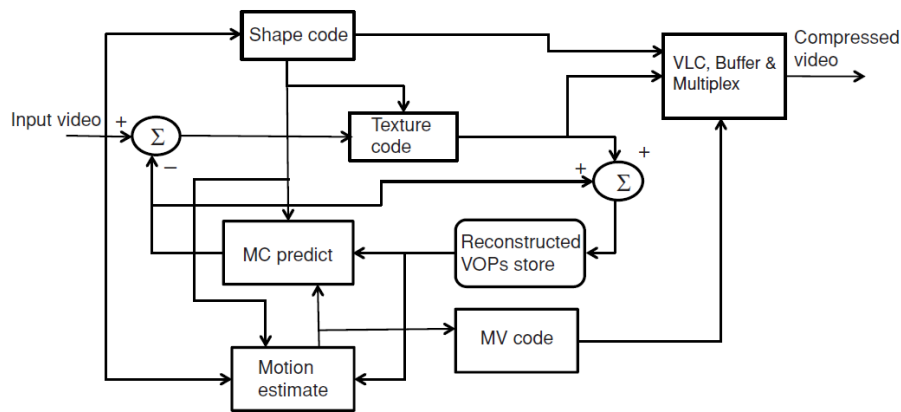 Shape code
Compressed
video
VLC, Buffer &
Multiplex
Input video
+
Σ
−
Texture
code
+
+
Σ
MC predict
Reconstructed
VOPs store
MV code
Motion
estimate